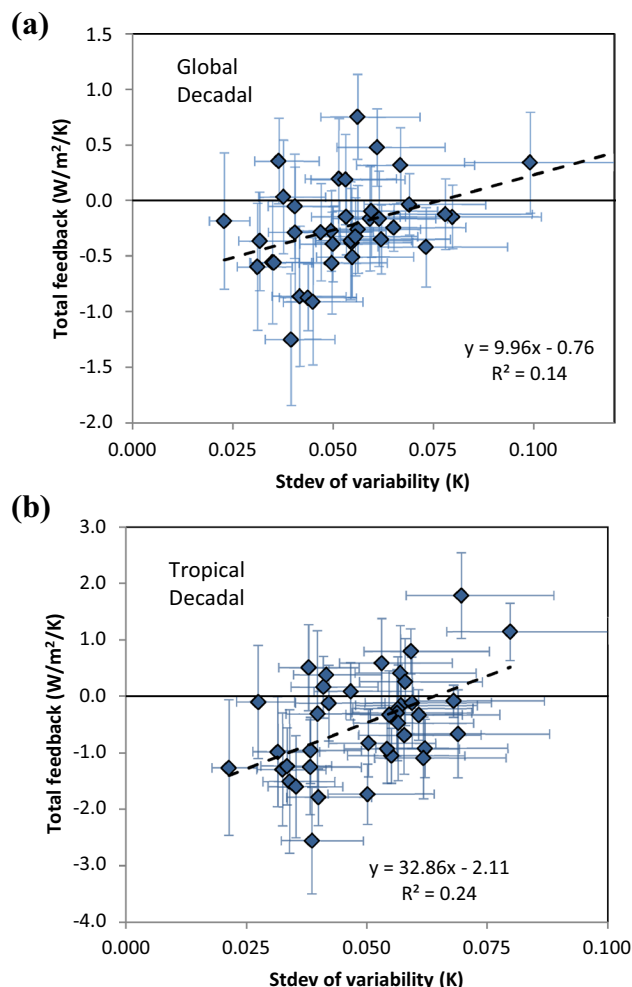 (a)
Global
Decadal
Total feedback (W/m²/K)
1.5
1.0
0.5
0.0
-0.5
-1.0
-1.5
-2.0
y = 9.96x - 0.76
R² = 0.14
0.000 0.025 0.050 0.075 0.100
Stdev of variability (K)
(b)
Tropical
Decadal
Total feedback (W/m²/K)
3.0
2.0
1.0
0.0
-1.0
-2.0
-3.0
-4.0
y = 32.86x - 2.11
R² = 0.24
0.000 0.025 0.050 0.075 0.100
Stdev of variability (K)